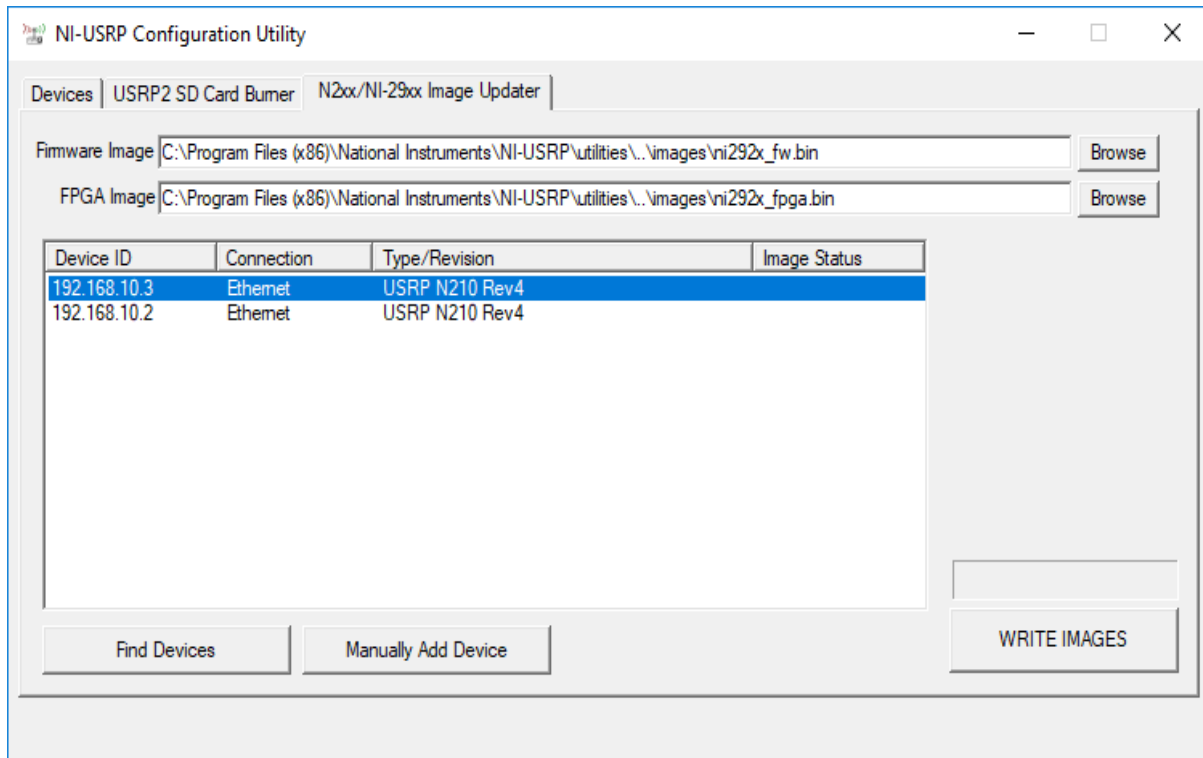 NI-USRP Configuration Utility
Devices USRP2 SD Card Burner N2xx/NI-29xx Image Updater
Firmware Image C:\Program Files (x86)\National Instruments\NI-USRP\utilities\..\images\ni292x_fw.bin Browse
FPGA Image C:\Program Files (x86)\National Instruments\NI-USRP\utilities\..\images\ni292x_fpga.bin Browse
Device ID Connection Type/Revision Image Status
192.168.10.3 Ethernet USRP N210 Rev4
192.168.10.2 Ethernet USRP N210 Rev4
Find Devices Manually Add Device WRITE IMAGES